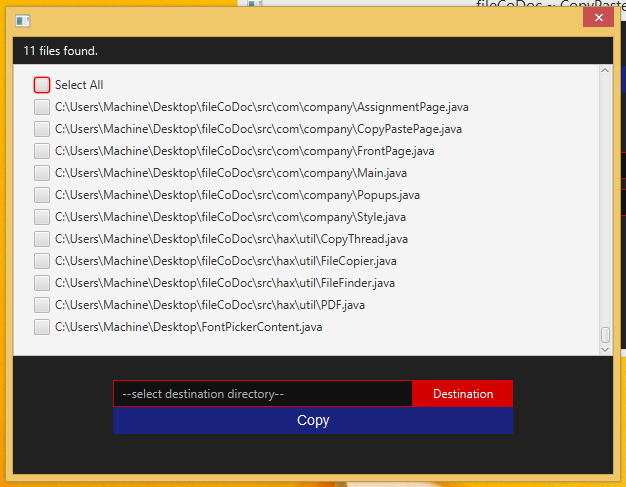 fileCoDoc ~ CopyPaste
11 files found.
Select All
C:\Users\Machine\Desktop\fileCoDoc\src\com\company\AssignmentPage.java
C:\Users\Machine\Desktop\fileCoDoc\src\com\company\CopyPastePage.java
C:\Users\Machine\Desktop\fileCoDoc\src\com\company\FrontPage.java
C:\Users\Machine\Desktop\fileCoDoc\src\com\company\Main.java
C:\Users\Machine\Desktop\fileCoDoc\src\com\company\Popups.java
C:\Users\Machine\Desktop\fileCoDoc\src\com\company\Style.java
C:\Users\Machine\Desktop\fileCoDoc\src\hax\util\CopyThread.java
C:\Users\Machine\Desktop\fileCoDoc\src\hax\util\FileCopier.java
C:\Users\Machine\Desktop\fileCoDoc\src\hax\util\FileFinder.java
C:\Users\Machine\Desktop\fileCoDoc\src\hax\util\PDF.java
C:\Users\Machine\Desktop\FontPickerContent.java
--select destination directory-- Destination
Copy